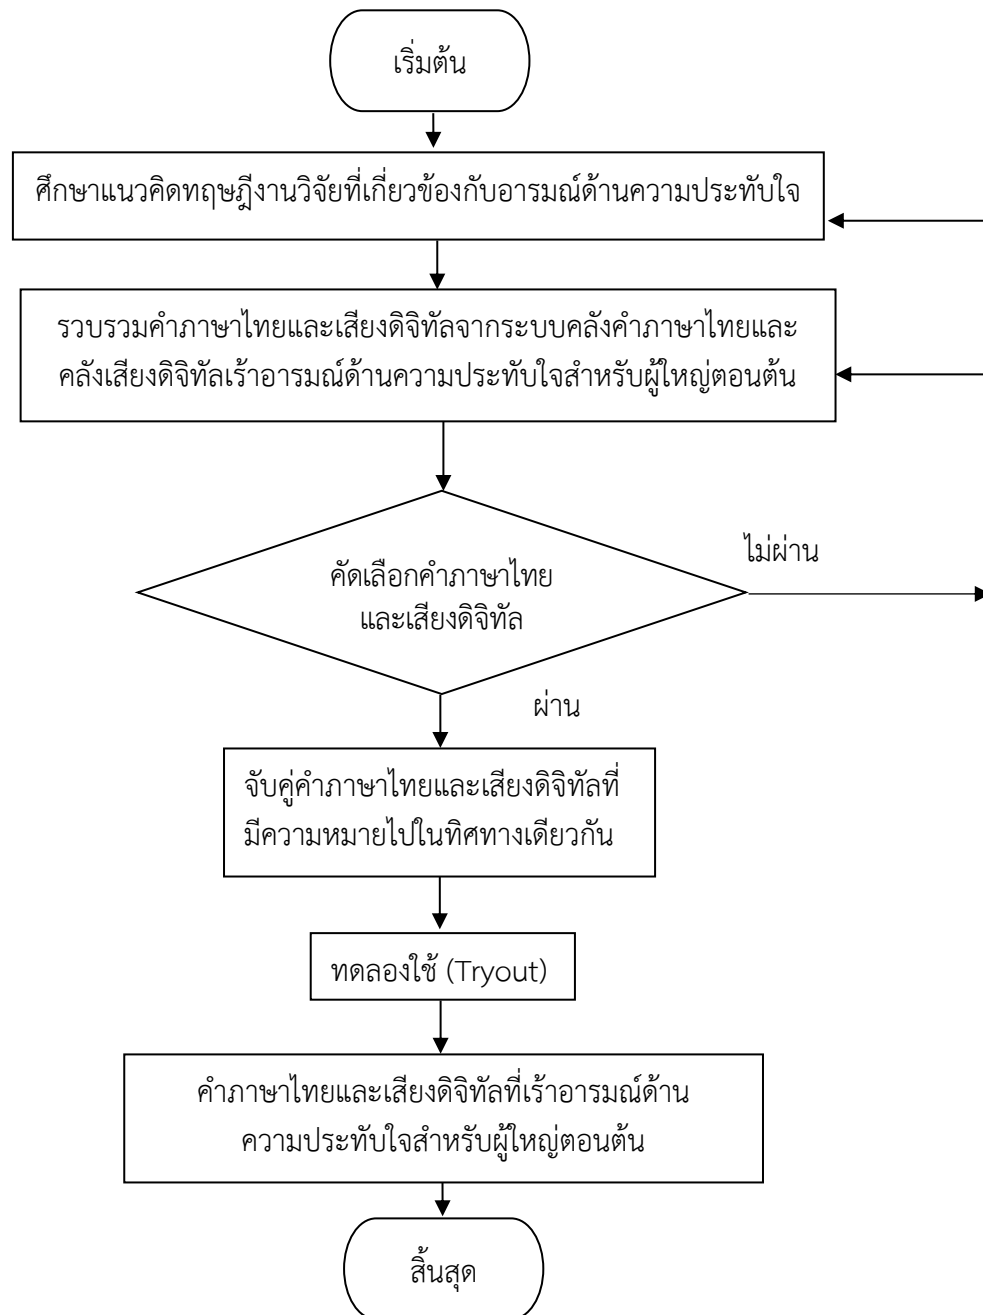 เริ่มต้น
ศึกษาแนวคิดทฤษฎีงานวิจัยที่เกี่ยวข้องกับอารมณ์ด้านความประทับใจ
รวบรวมคำภาษาไทยและเสียงดิจิทัลจากระบบคลังคำภาษาไทยและ
คลังเสียงดิจิทัลเร้าอารมณ์ด้านความประทับใจสำหรับผู้ใหญ่ตอนต้น
ไม่ผ่าน
คัดเลือกคำภาษาไทย
และเสียงดิจิทัล
ผ่าน
จับคู่คำภาษาไทยและเสียงดิจิทัลที่
มีความหมายไปในทิศทางเดียวกัน
ทดลองใช้ (Tryout)
คำภาษาไทยและเสียงดิจิทัลที่เร้าอารมณ์ด้าน
ความประทับใจสำหรับผู้ใหญ่ตอนต้น
สิ้นสุด